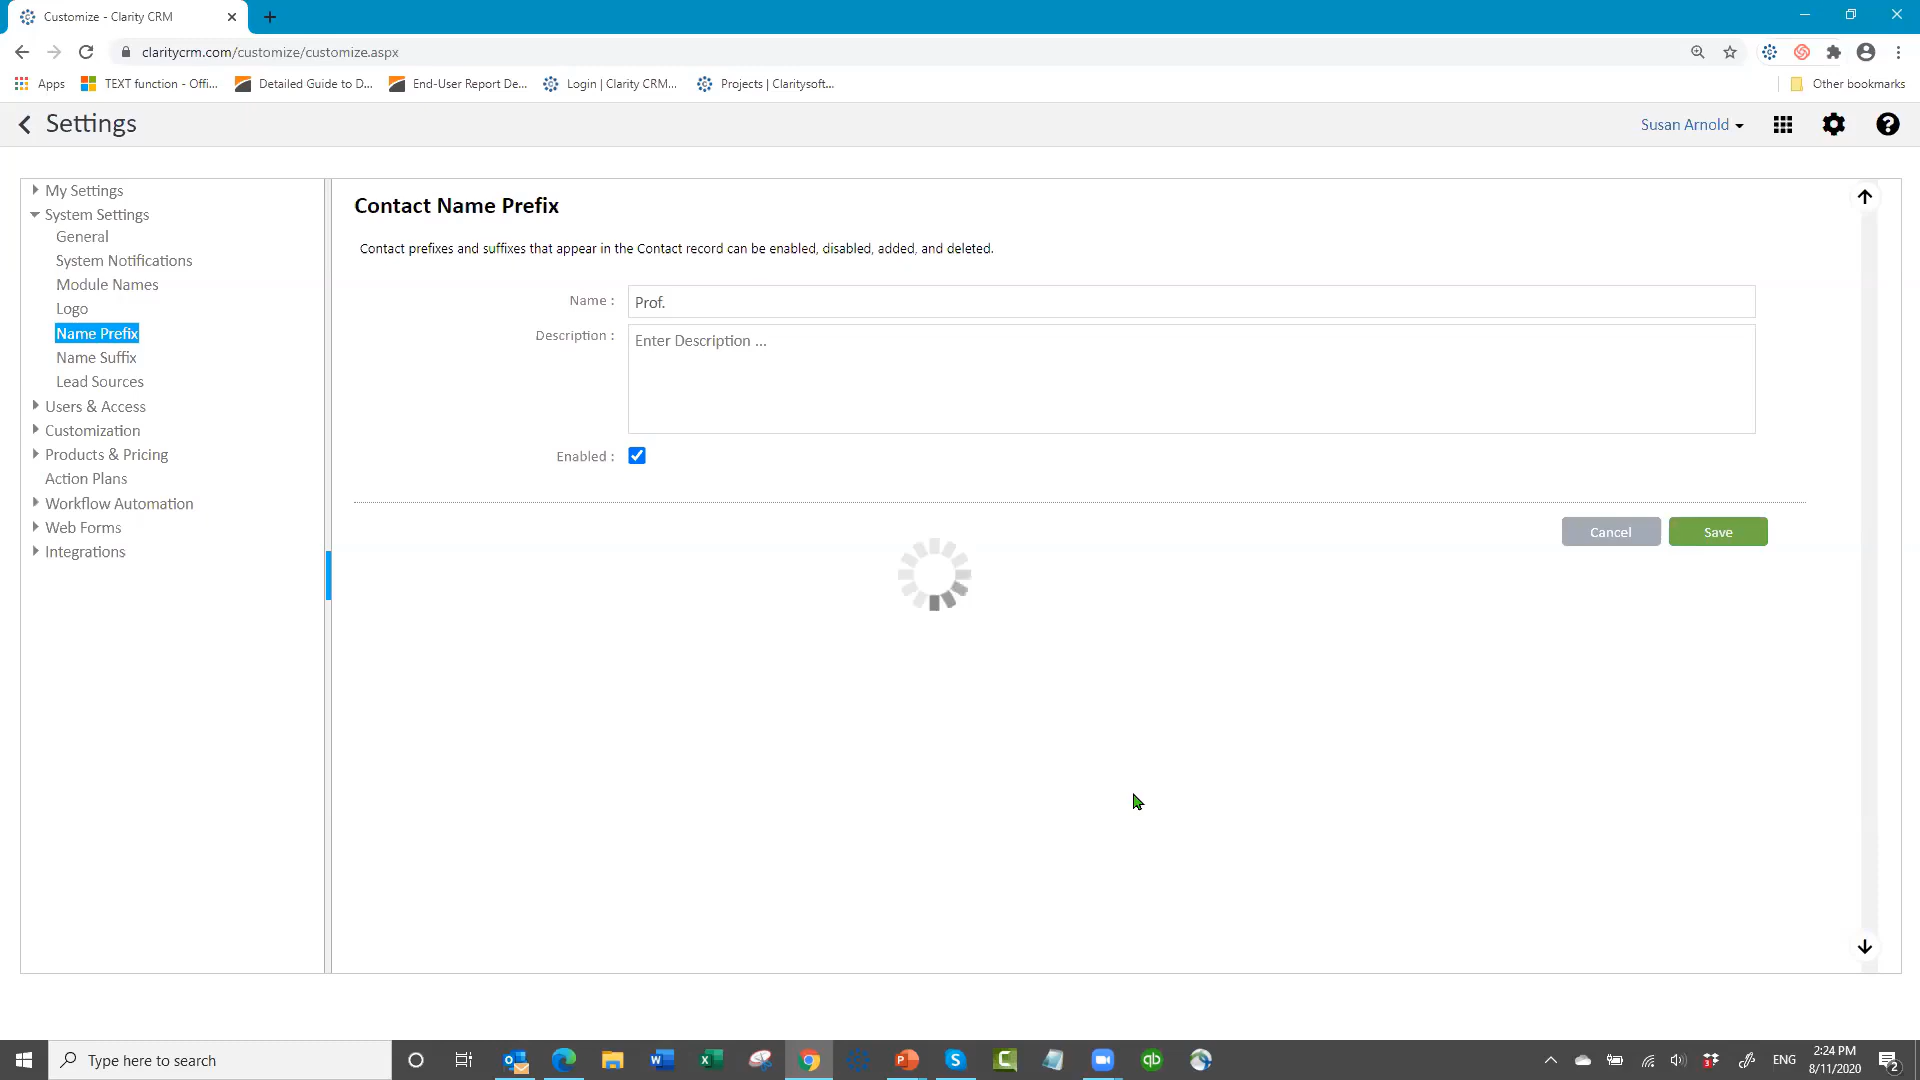 Customize - Clarity CRM
claritycrm.com/customize/customize.aspx
Apps
TEXT function - Offi...
Detailed Guide to D...
End-User Report De...
Login | Clarity CRM...
Projects | Claritysoft...
Other bookmarks
Settings
Susan Arnold
My Settings
System Settings
General
System Notifications
Module Names
Logo
Name Prefix
Name Suffix
Lead Sources
Users & Access
Customization
Products & Pricing
Action Plans
Workflow Automation
Web Forms
Integrations
Contact Name Prefix
Contact prefixes and suffixes that appear in the Contact record can be enabled, disabled, added, and deleted.
Name :
Prof.
Description :
Enter Description ...
Enabled :
Cancel
Save
Type here to search
ENG
2:24 PM
8/11/2020
2